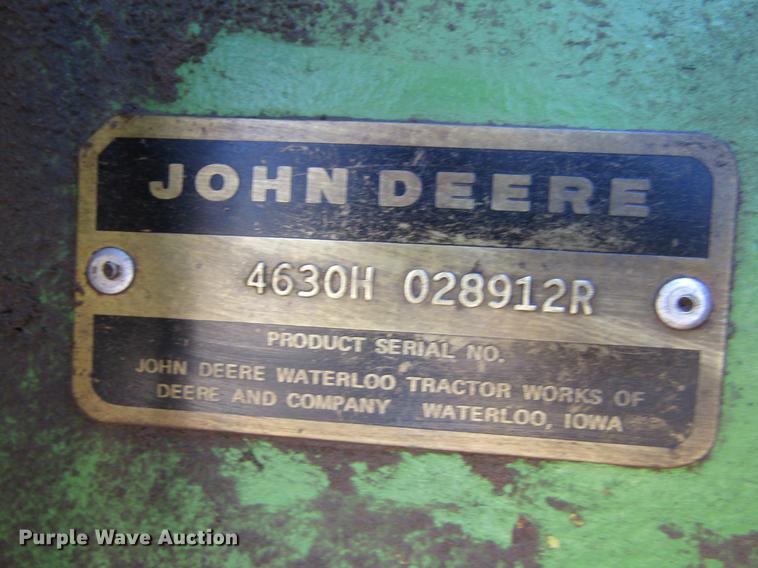 JOHN DEERE
4630H 028912R
PRODUCT SERIAL NO.
JOHN DEERE WATERLOO TRACTOR WORKS OF
DEERE AND COMPANY WATERLOO, IOWA
Purple Wave Auction